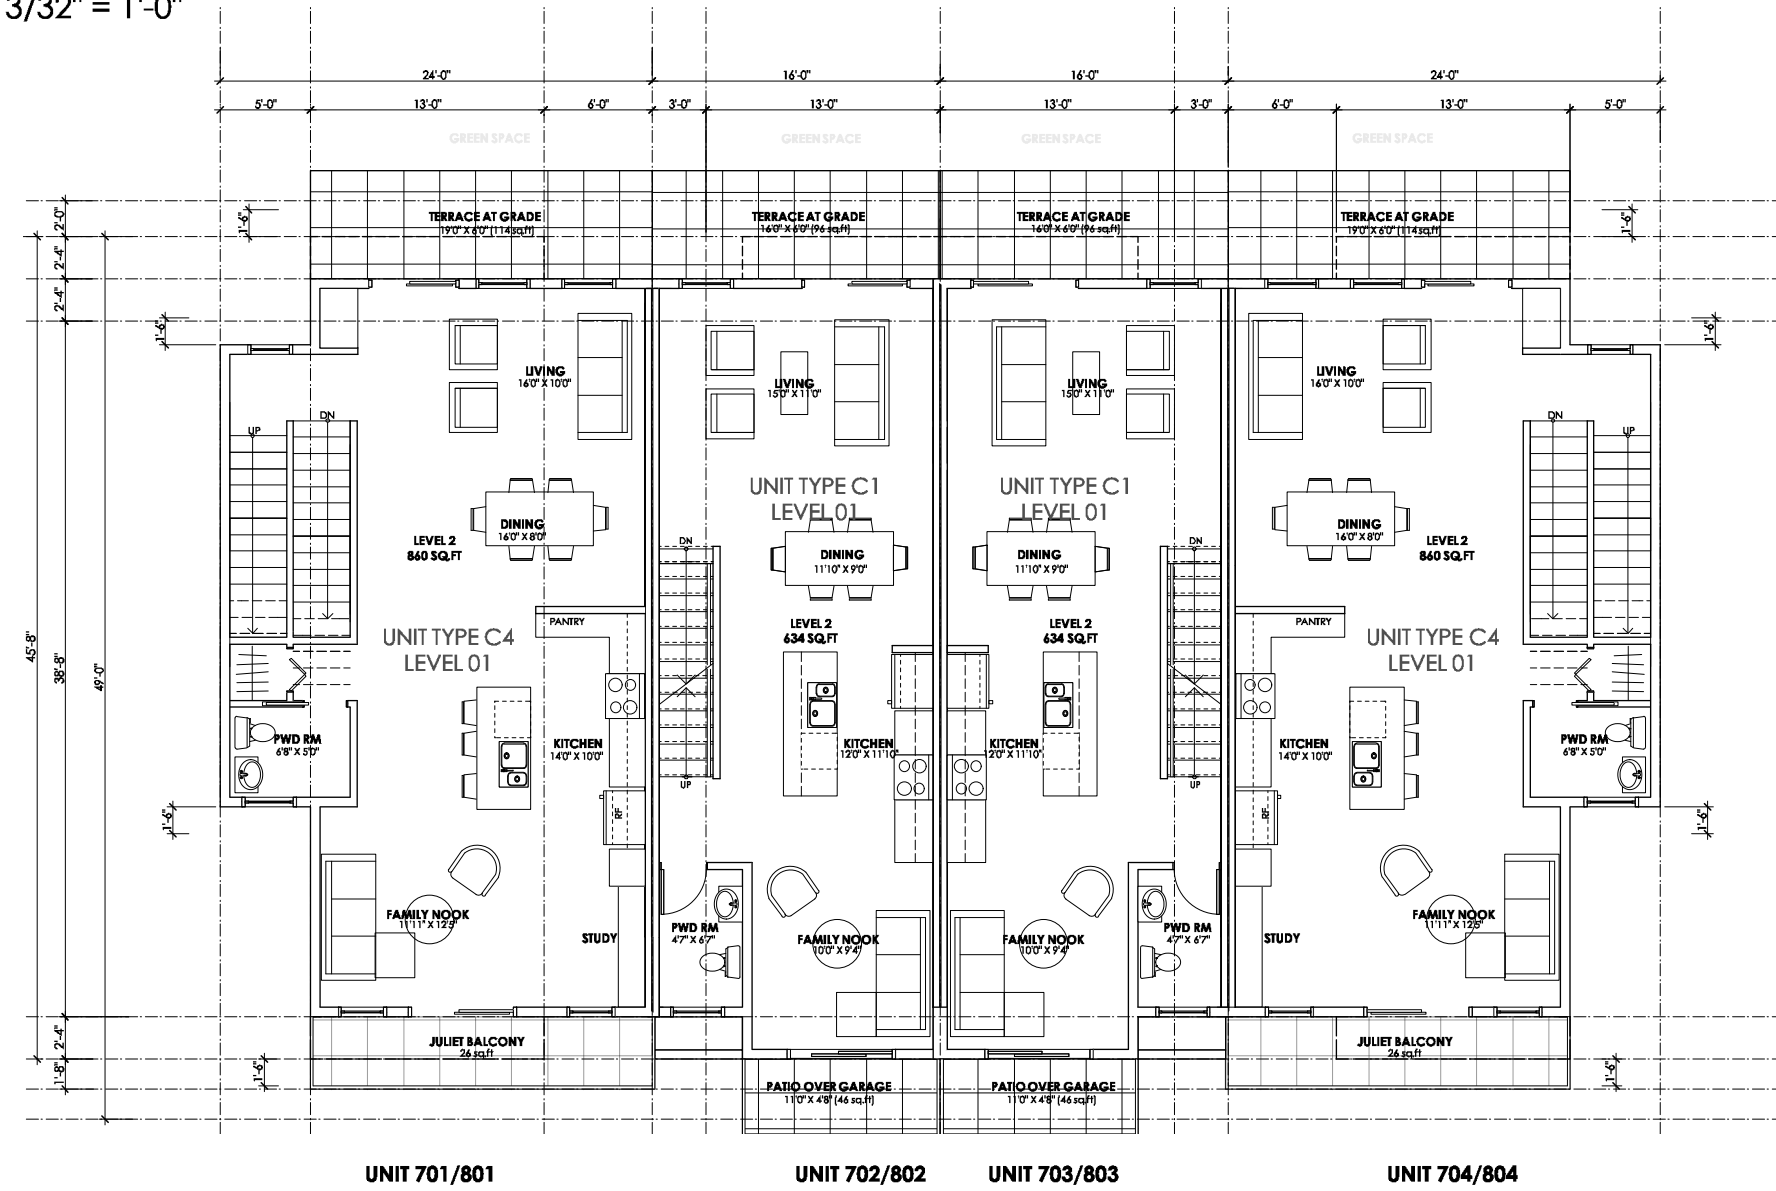 3/32" = 1'-0"
24'-0" 16'-0" 16'-0" 24'-0"
5'-0" 13'-0" 6'-0" 3'-0" 13'-0" 13'-0" 3'-0" 6'-0" 13'-0" 5'-0"
GREEN SPACE GREEN SPACE GREEN SPACE GREEN SPACE
2'-0" 1'-6" 1'-6"
TERRACE AT GRADE TERRACE AT GRADE TERRACE AT GRADE TERRACE AT GRADE
19'0" X 6'0" (114 sq.ft) 16'0" X 6'0" (96 sq.ft) 16'0" X 6'0" (96 sq.ft) 19'0" X 6'0" (114 sq.ft)
2'-4"
2'-4"
1'-6" 1'-6"
LIVING LIVING LIVING LIVING
16'0" X 10'0" 15'0" X 11'0" 15'0" X 11'0" 16'0" X 10'0"
DN DN
UP UP
UNIT TYPE C1 UNIT TYPE C1
LEVEL 01 LEVEL 01
DINING DINING
16'0" X 8'0" 16'0" X 8'0"
LEVEL 2 DN DN LEVEL 2
860 SQ.FT DINING DINING 860 SQ.FT
11'10" X 9'0" 11'10" X 9'0"
PANTRY LEVEL 2 LEVEL 2 PANTRY
634 SQ.FT 634 SQ.FT
UNIT TYPE C4 UNIT TYPE C4
LEVEL 01 LEVEL 01
45'-8" 38'-8" 49'-0"
PWD RM KITCHEN KITCHEN KITCHEN KITCHEN PWD RM
6'8" X 5'0" 14'0" X 10'0" 12'0" X 11'10" 12'0" X 11'10" 14'0" X 10'0" 6'8" X 5'0"
UP UP
1'-6" RF RF 1'-6"
FAMILY NOOK FAMILY NOOK
11'11" X 12'5" 11'11" X 12'5"
STUDY PWD RM FAMILY NOOK FAMILY NOOK PWD RM STUDY
4'7" X 6'7" 10'0" X 9'4" 10'0" X 9'4" 4'7" X 6'7"
2'-4" JULIET BALCONY JULIET BALCONY
26 sq.ft 26 sq.ft
1'-8" 1'-6" 1'-6"
PATIO OVER GARAGE PATIO OVER GARAGE
11'0" X 4'8" (46 sq.ft) 11'0" X 4'8" (46 sq.ft)
UNIT 701/801 UNIT 702/802 UNIT 703/803 UNIT 704/804